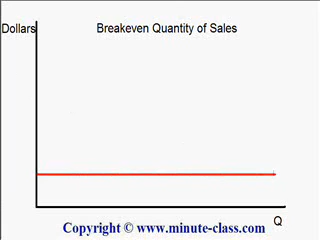 Dollars
Breakeven Quantity of Sales
Q
Copyright © www.minute-class.com